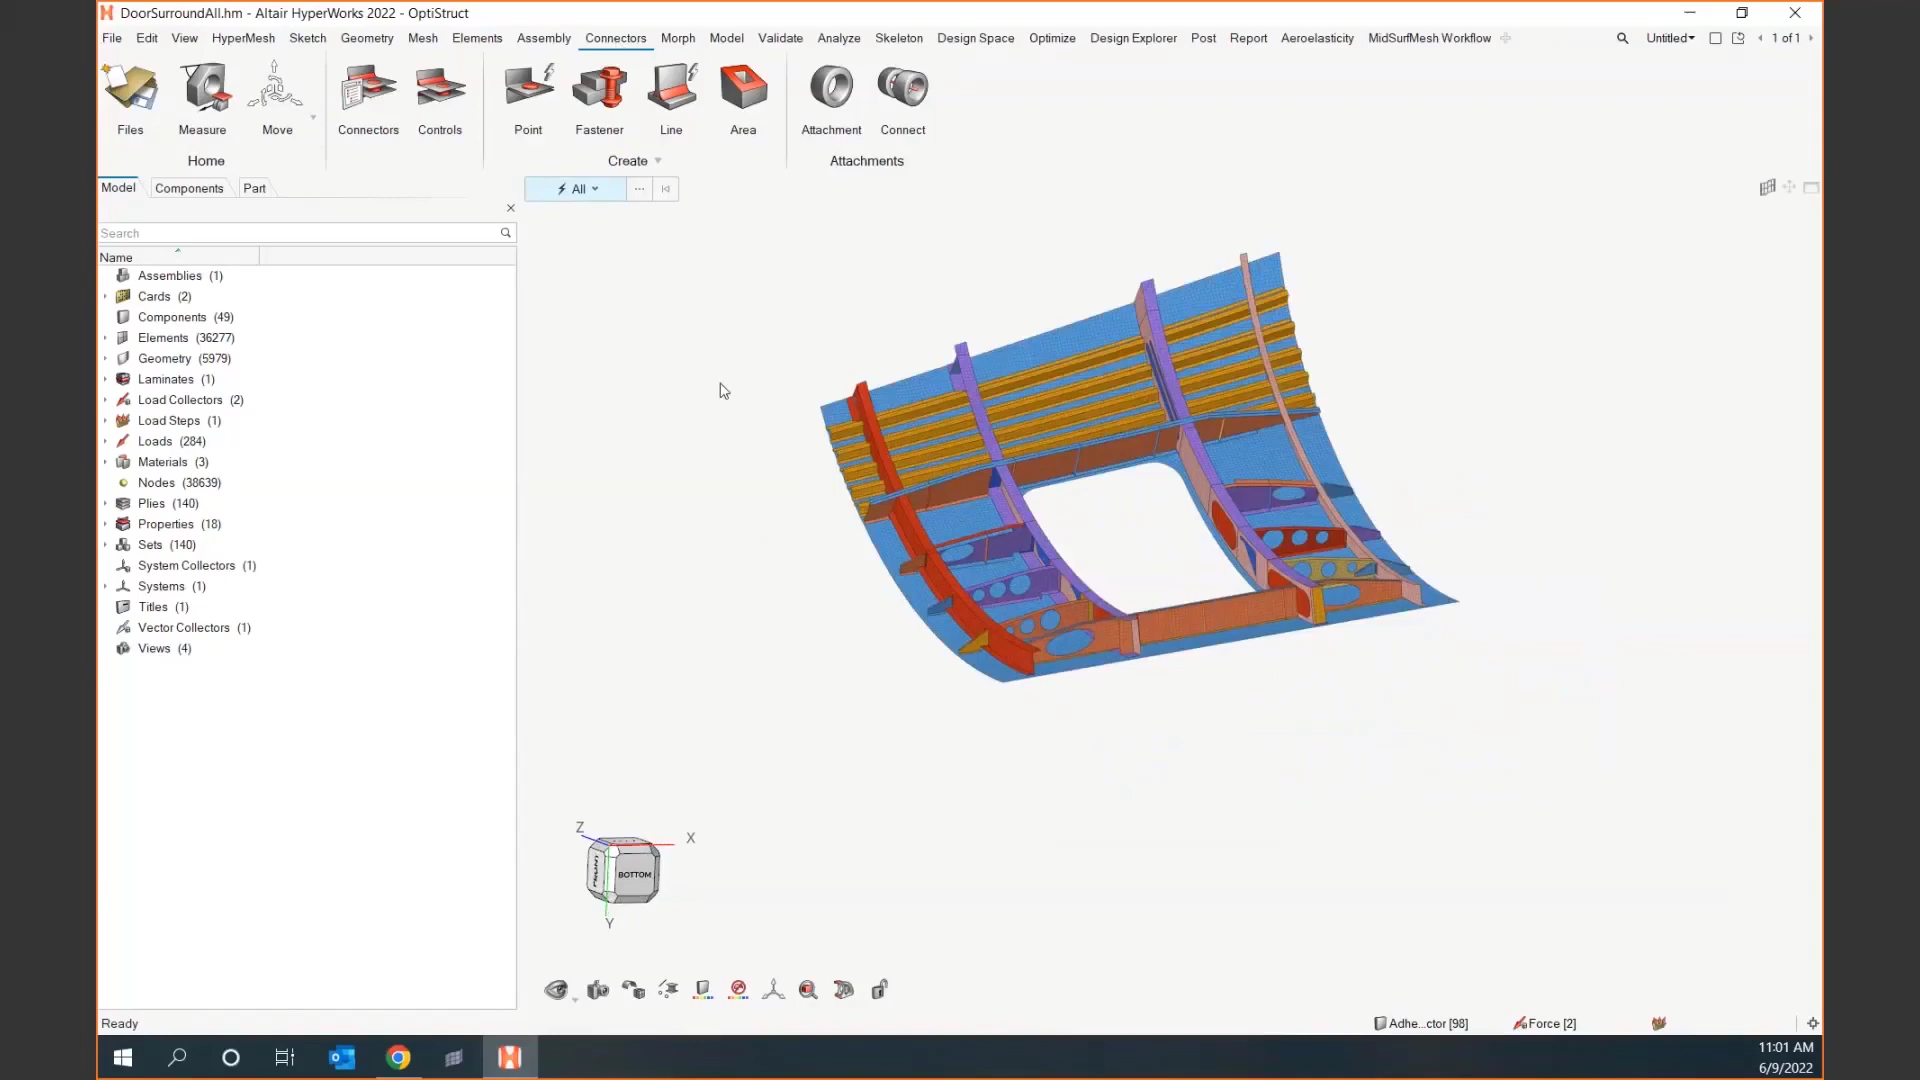 DoorSurroundAll.hm - Altair HyperWorks 2022 - OptiStruct
File Edit View HyperMesh Sketch Geometry Mesh Elements Assembly Connectors Morph Model Validate Analyze Skeleton Design Space Optimize Design Explorer Post Report Aeroelasticity MidSurfMesh Workflow Untitled 1 of 1
Files Measure Move Connectors Controls Point Fastener Line Area Attachment Connect
Home Create Attachments
Model Components Part All
Search
Name
Assemblies (1)
Cards (2)
Components (49)
Elements (36277)
Geometry (5979)
Laminates (1)
Load Collectors (2)
Load Steps (1)
Loads (284)
Materials (3)
Nodes (38639)
Plies (140)
Properties (18)
Sets (140)
System Collectors (1)
Systems (1)
Titles (1)
Vector Collectors (1)
Views (4)
Z X
FRONT BOTTOM
Y
Ready Adhe...ctor [98] Force [2]
11:01 AM
6/9/2022